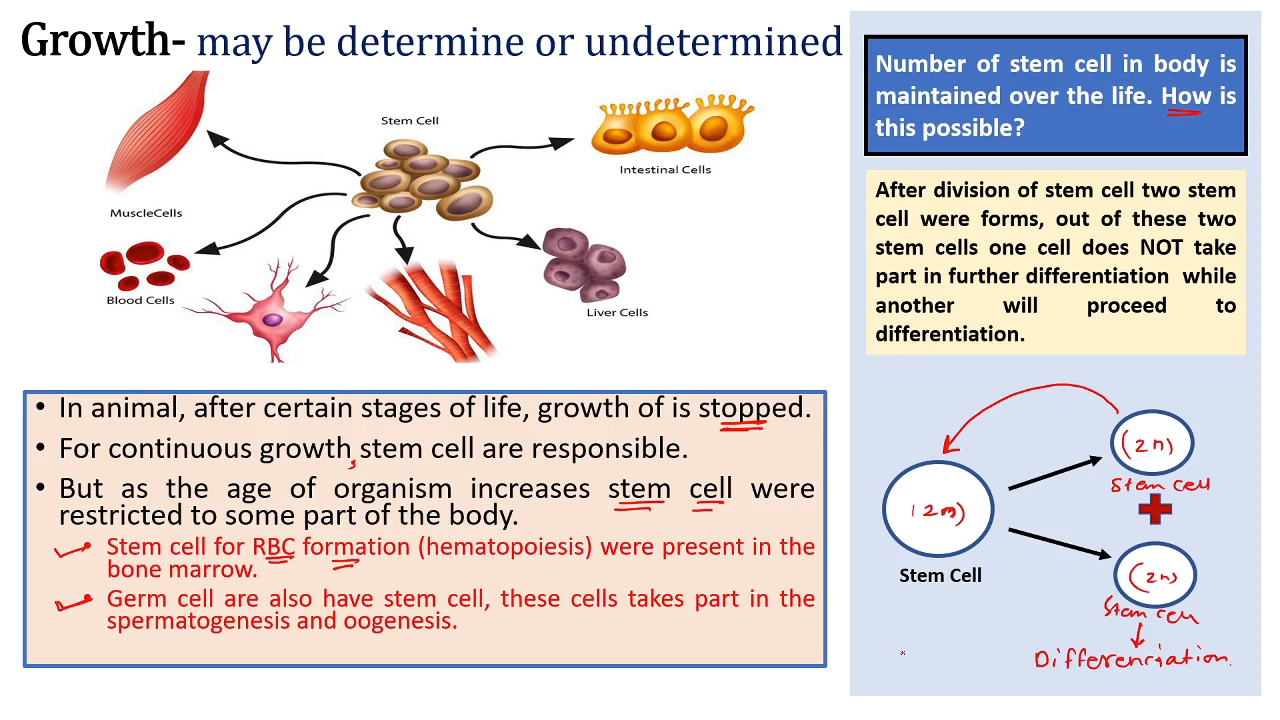 Growth- may be determine or undetermined
Stem Cell
Intestinal Cells
MuscleCells
Blood Cells
Liver Cells
• In animal, after certain stages of life, growth of is stopped.
• For continuous growth, stem cell are responsible.
• But as the age of organism increases stem cell were
restricted to some part of the body.
• Stem cell for RBC formation (hematopoiesis) were present in the
bone marrow.
• Germ cell are also have stem cell, these cells takes part in the
spermatogenesis and oogenesis.
Number of stem cell in body is
maintained over the life. How is
this possible?
After division of stem cell two stem
cell were forms, out of these two
stem cells one cell does NOT take
part in further differentiation while
another will proceed to
differentiation.
(2n)
Stem cell
(2n)
Stem Cell
(2n)
Stem cell
Differenciation